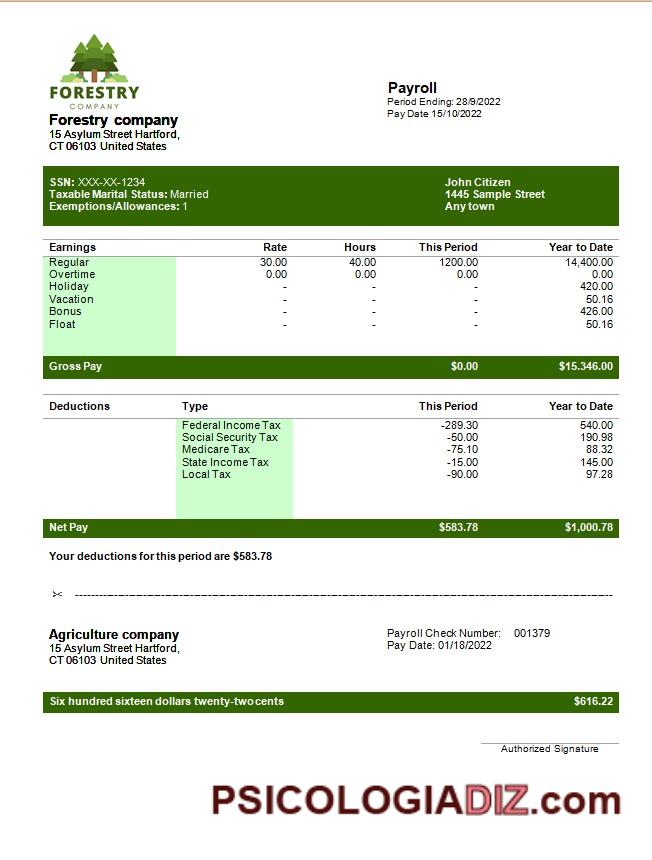 FORESTRY
COMPANY
Forestry company
15 Asylum Street Hartford,
CT 06103 United States
Payroll
Period Ending: 28/9/2022
Pay Date 15/10/2022
SSN: XXX-XX-1234
Taxable Marital Status: Married
Exemptions/Allowances: 1
John Citizen
1445 Sample Street
Any town
Earnings Rate Hours This Period Year to Date
Regular 30.00 40.00 1200.00 14,400.00
Overtime 0.00 0.00 0.00 0.00
Holiday - - - 420.00
Vacation - - - 50.16
Bonus - - - 426.00
Float - - - 50.16
Gross Pay $0.00 $15.346.00
Deductions Type This Period Year to Date
Federal Income Tax -289.30 540.00
Social Security Tax -50.00 190.98
Medicare Tax -75.10 88.32
State Income Tax -15.00 145.00
Local Tax -90.00 97.28
Net Pay $583.78 $1,000.78
Your deductions for this period are $583.78
Agriculture company
15 Asylum Street Hartford,
CT 06103 United States
Payroll Check Number: 001379
Pay Date: 01/18/2022
Six hundred sixteen dollars twenty-two cents $616.22
Authorized Signature
PSICOLOGIADIZ.com